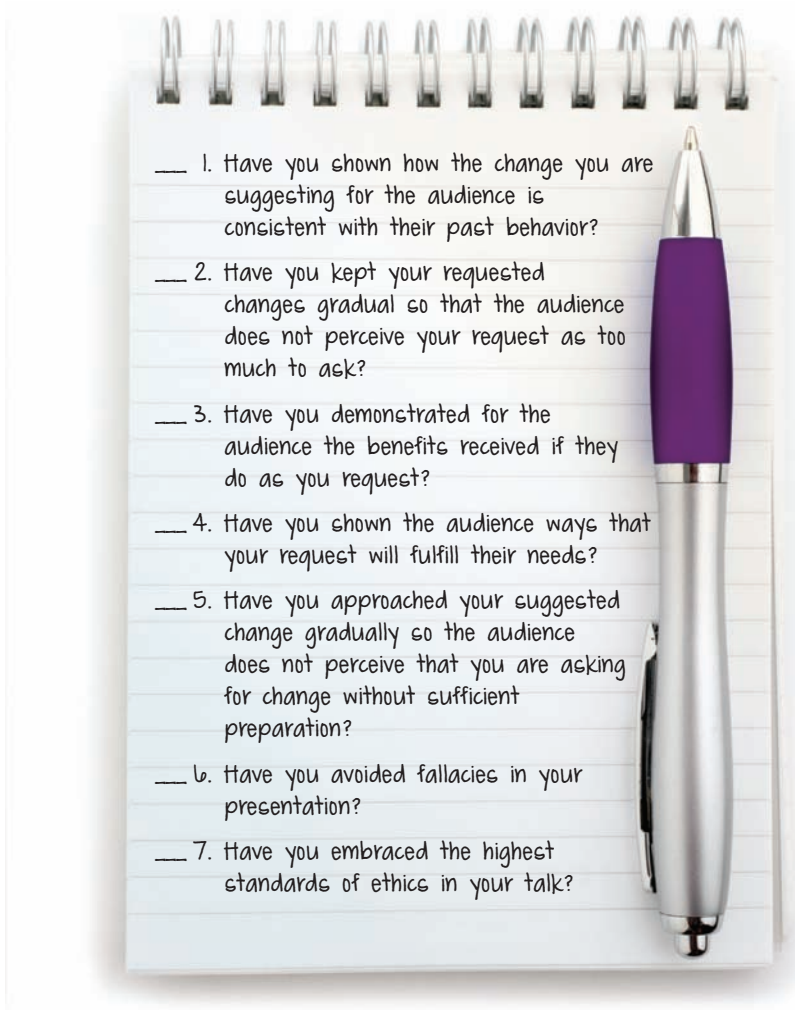 ___ 1. Have you shown how the change you are
suggesting for the audience is
consistent with their past behavior?
___ 2. Have you kept your requested
changes gradual so that the audience
does not perceive your request as too
much to ask?
___ 3. Have you demonstrated for the
audience the benefits received if they
do as you request?
___ 4. Have you shown the audience ways that
your request will fulfill their needs?
___ 5. Have you approached your suggested
change gradually so the audience
does not perceive that you are asking
for change without sufficient
preparation?
___ 6. Have you avoided fallacies in your
presentation?
___ 7. Have you embraced the highest
standards of ethics in your talk?